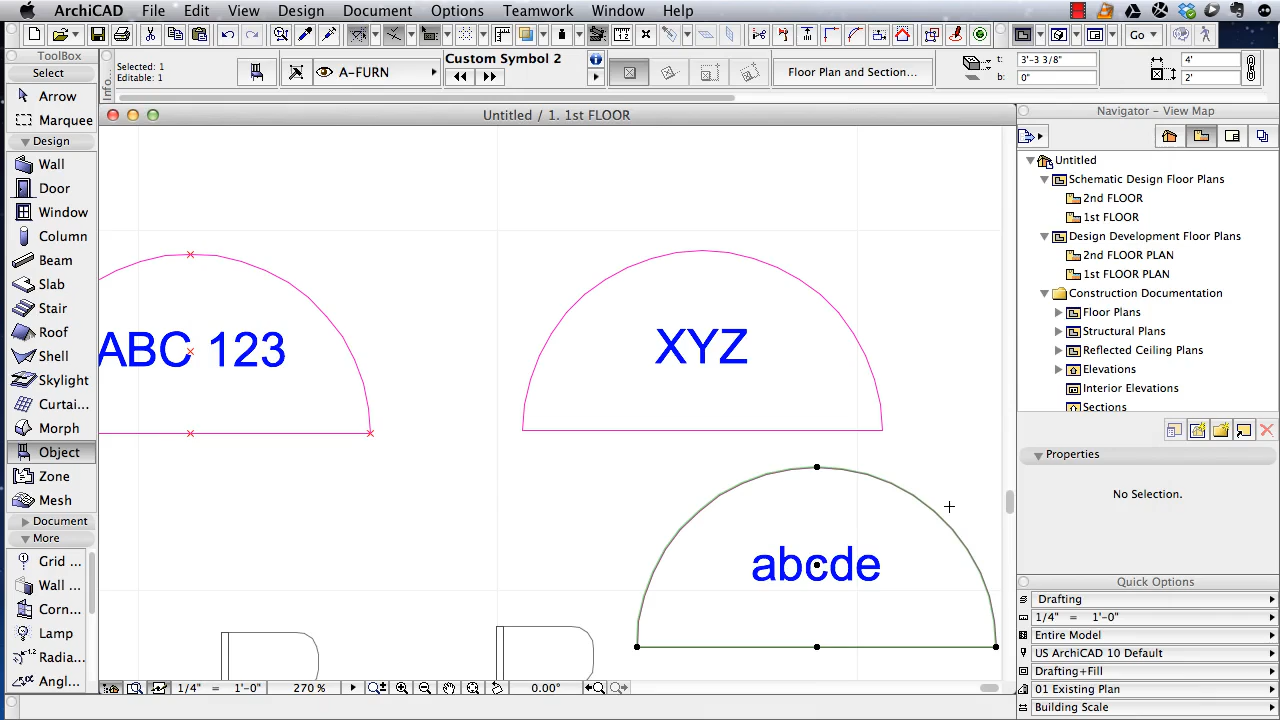 ArchiCAD File Edit View Design Document Options Teamwork Window Help
Go
ToolBox
Select
Arrow
Marquee
Design
Wall
Door
Window
Column
Beam
Slab
Stair
Roof
Shell
Skylight
Curtai...
Morph
Object
Zone
Mesh
Document
More
Grid ...
Wall ...
Corn...
Lamp
Radia...
Angl...
Info...
Selected: 1
Editable: 1
A-FURN
Custom Symbol 2
Floor Plan and Section...
t:
b:
3'-3 3/8"
0"
4'
2'
Untitled / 1. 1st FLOOR
ABC 123
XYZ
abcde
1/4" = 1'-0"
270 %
0.00°
Navigator - View Map
Untitled
Schematic Design Floor Plans
2nd FLOOR
1st FLOOR
Design Development Floor Plans
2nd FLOOR PLAN
1st FLOOR PLAN
Construction Documentation
Floor Plans
Structural Plans
Reflected Ceiling Plans
Elevations
Interior Elevations
Sections
Properties
No Selection.
Quick Options
Drafting
1/4" = 1'-0"
Entire Model
US ArchiCAD 10 Default
Drafting+Fill
01 Existing Plan
Building Scale